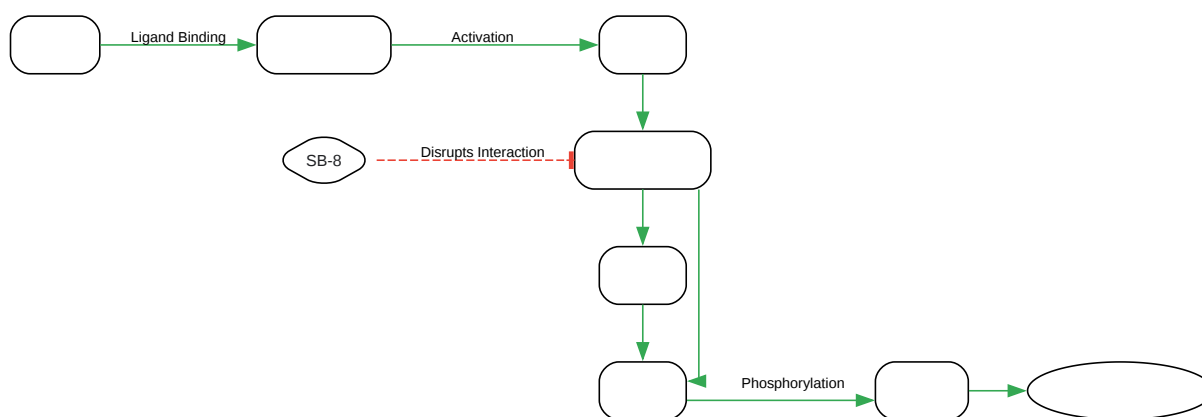 Ligand Binding
Activation
SB-8
Disrupts Interaction
Phosphorylation